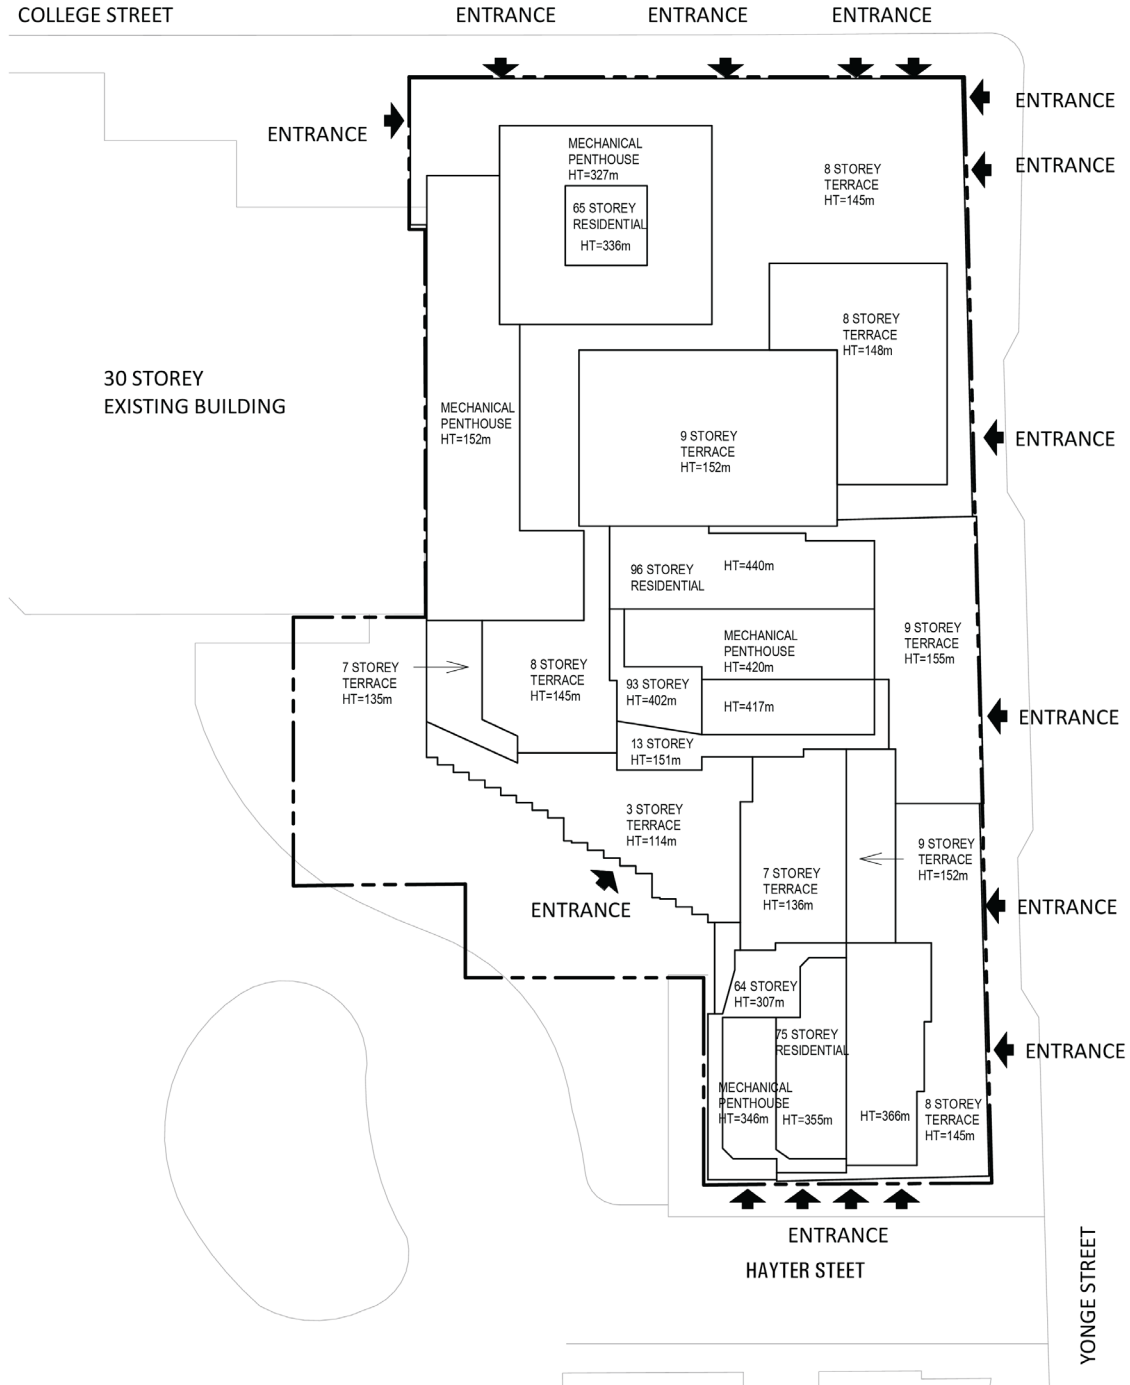 COLLEGE STREET
ENTRANCE
ENTRANCE
ENTRANCE
ENTRANCE
ENTRANCE
ENTRANCE
MECHANICAL
PENTHOUSE
HT=327m
65 STOREY
RESIDENTIAL
HT=336m
8 STOREY
TERRACE
HT=145m
8 STOREY
TERRACE
HT=148m
30 STOREY
EXISTING BUILDING
MECHANICAL
PENTHOUSE
HT=152m
9 STOREY
TERRACE
HT=152m
ENTRANCE
96 STOREY
RESIDENTIAL
HT=440m
MECHANICAL
PENTHOUSE
HT=420m
9 STOREY
TERRACE
HT=155m
7 STOREY
TERRACE
HT=135m
8 STOREY
TERRACE
HT=145m
93 STOREY
HT=402m
HT=417m
ENTRANCE
13 STOREY
HT=151m
3 STOREY
TERRACE
HT=114m
7 STOREY
TERRACE
HT=136m
9 STOREY
TERRACE
HT=152m
ENTRANCE
ENTRANCE
64 STOREY
HT=307m
75 STOREY
RESIDENTIAL
HT=355m
MECHANICAL
PENTHOUSE
HT=346m
HT=366m
8 STOREY
TERRACE
HT=145m
ENTRANCE
ENTRANCE
HAYTER STEET
YONGE STREET